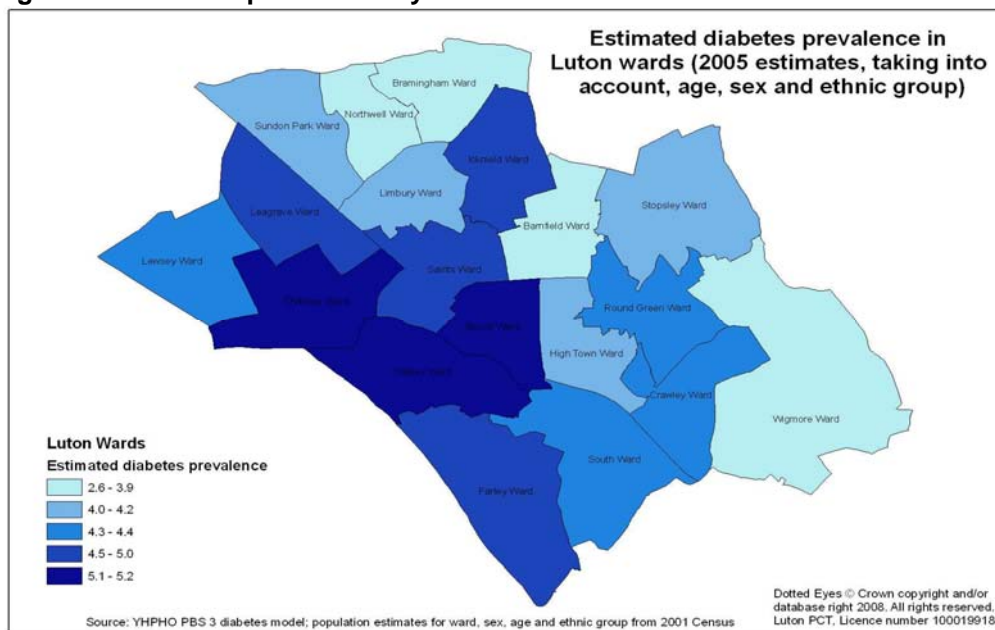 Estimated diabetes prevalence in
Luton wards (2005 estimates, taking into
account, age, sex and ethnic group)
Bramingham Ward
Northwell Ward
Sundon Park Ward
Icknield Ward
Limbury Ward
Stopsley Ward
Leagrave Ward
Barnfield Ward
Lewsey Ward
Saints Ward
Round Green Ward
High Town Ward
Crawley Ward
Wigmore Ward
South Ward
Farley Ward
Luton Wards
Estimated diabetes prevalence
2.6 - 3.9
4.0 - 4.2
4.3 - 4.4
4.5 - 5.0
5.1 - 5.2
Dotted Eyes © Crown copyright and/or
database right 2008. All rights reserved.
Luton PCT, Licence number 100019918
Source: YHPHO PBS 3 diabetes model; population estimates for ward, sex, age and ethnic group from 2001 Census